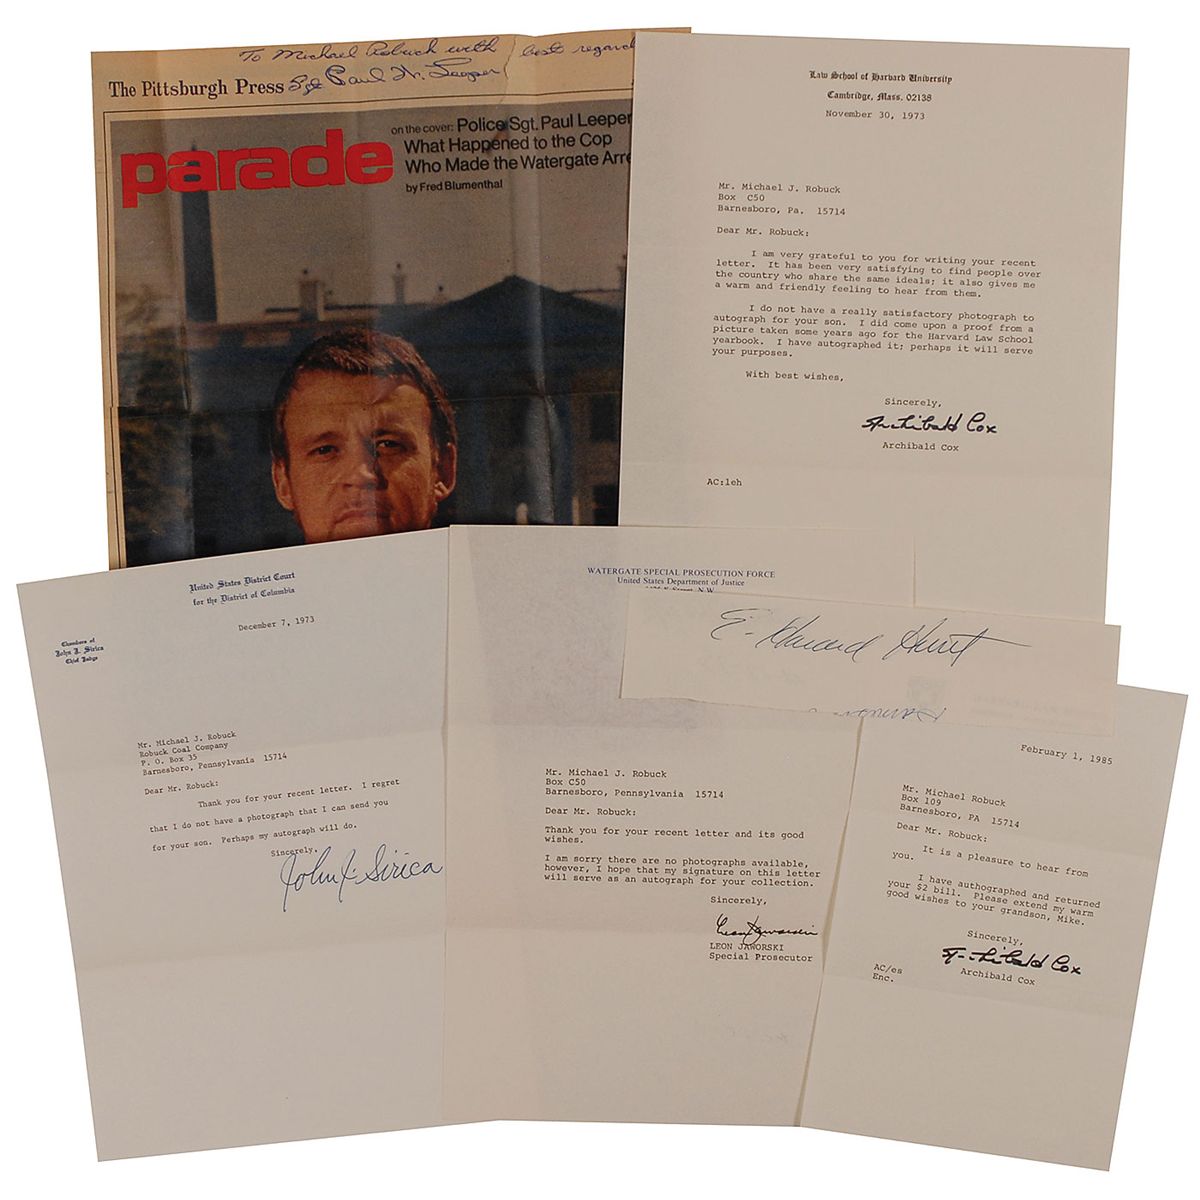 To Michael Robuck with best regard
Sgt Paul W. Leeper
The Pittsburgh Press
parade
on the cover: Police Sgt. Paul Leeper
What Happened to the Cop
Who Made the Watergate Arre
by Fred Blumenthal
Law School of Harvard University
Cambridge, Mass. 02138
November 30, 1973
Mr. Michael J. Robuck
Box C50
Barnesboro, Pa. 15714
Dear Mr. Robuck:
I am very grateful to you for writing your recent
letter. It has been very satisfying to find people over
the country who share the same ideals; it also gives me
a warm and friendly feeling to hear from them.
I do not have a really satisfactory photograph to
autograph for your son. I did come upon a proof from a
picture taken some years ago for the Harvard Law School
yearbook. I have autographed it; perhaps it will serve
your purposes.
With best wishes,
Sincerely,
Archibald Cox
Archibald Cox
AC:leh
United States District Court
for the District of Columbia
December 7, 1973
Chambers of
John J. Sirica
Chief Judge
Mr. Michael J. Robuck
Robuck Coal Company
P. O. Box 35
Barnesboro, Pennsylvania 15714
Dear Mr. Robuck:
Thank you for your recent letter. I regret
that I do not have a photograph that I can send you
for your son. Perhaps my autograph will do.
Sincerely,
John J. Sirica
WATERGATE SPECIAL PROSECUTION FORCE
United States Department of Justice
K Street, N.W.
Mr. Michael J. Robuck
Box C50
Barnesboro, Pennsylvania 15714
Dear Mr. Robuck:
Thank you for your recent letter and its good
wishes.
I am sorry there are no photographs available,
however, I hope that my signature on this letter
will serve as an autograph for your collection.
Sincerely,
Leon Jaworski
LEON JAWORSKI
Special Prosecutor
E. Howard Hunt
February 1, 1985
Mr. Michael Robuck
Box 109
Barnesboro, PA 15714
Dear Mr. Robuck:
It is a pleasure to hear from
you.
I have authographed and returned
your $2 bill. Please extend my warm
good wishes to your grandson, Mike.
Sincerely,
Archibald Cox
Archibald Cox
AC/es
Enc.